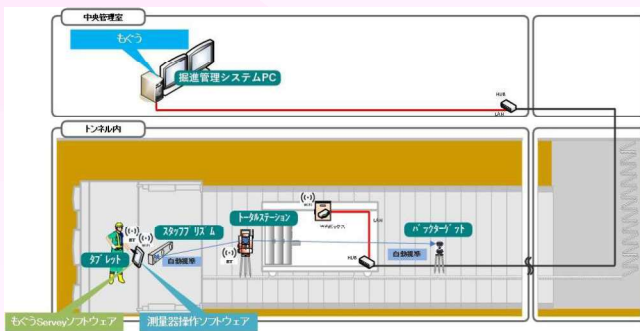 中央管理室
もぐう
掘進管理システムPC
HUB
LAN
トンネル内
タブレット
BT
スタッフプリズム
自動視準
トータルステーション
BT
LAN
HUB
バックターゲット
自動視準
もぐうServeyソフトウェア
測量器操作ソフトウェア